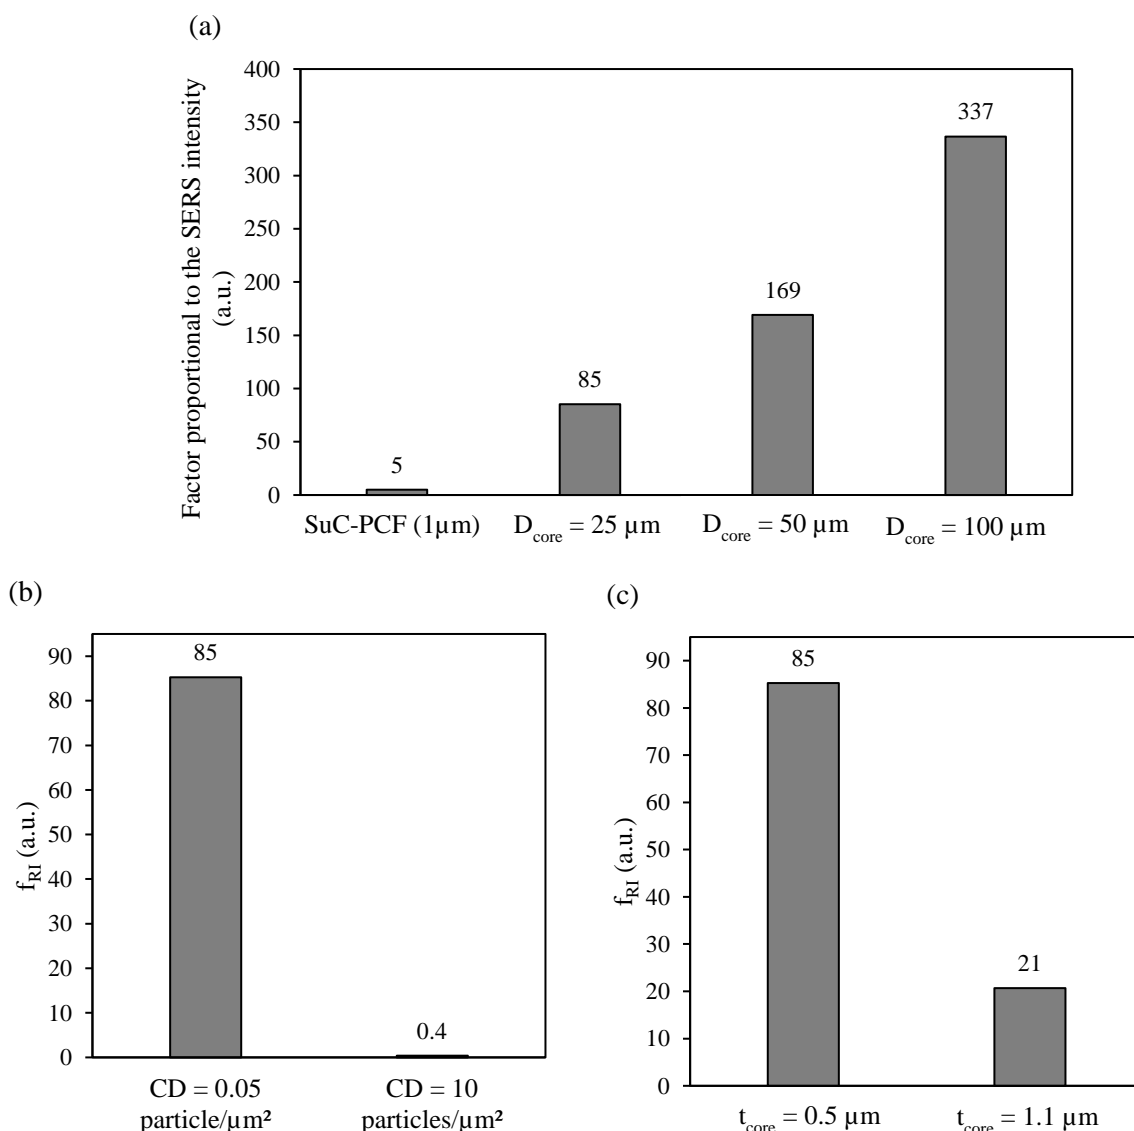 (a)
Factor proportional to the SERS intensity
(a.u.)
400
350
300
250
200
150
100
50
0
5
85
169
337
SuC-PCF (1µm)
D_core = 25 µm
D_core = 50 µm
D_core = 100 µm
(b)
f_RI (a.u.)
90
80
70
60
50
40
30
20
10
0
85
0.4
CD = 0.05
particle/µm²
CD = 10
particles/µm²
(c)
f_RI (a.u.)
90
80
70
60
50
40
30
20
10
0
85
21
t_core = 0.5 µm
t_core = 1.1 µm